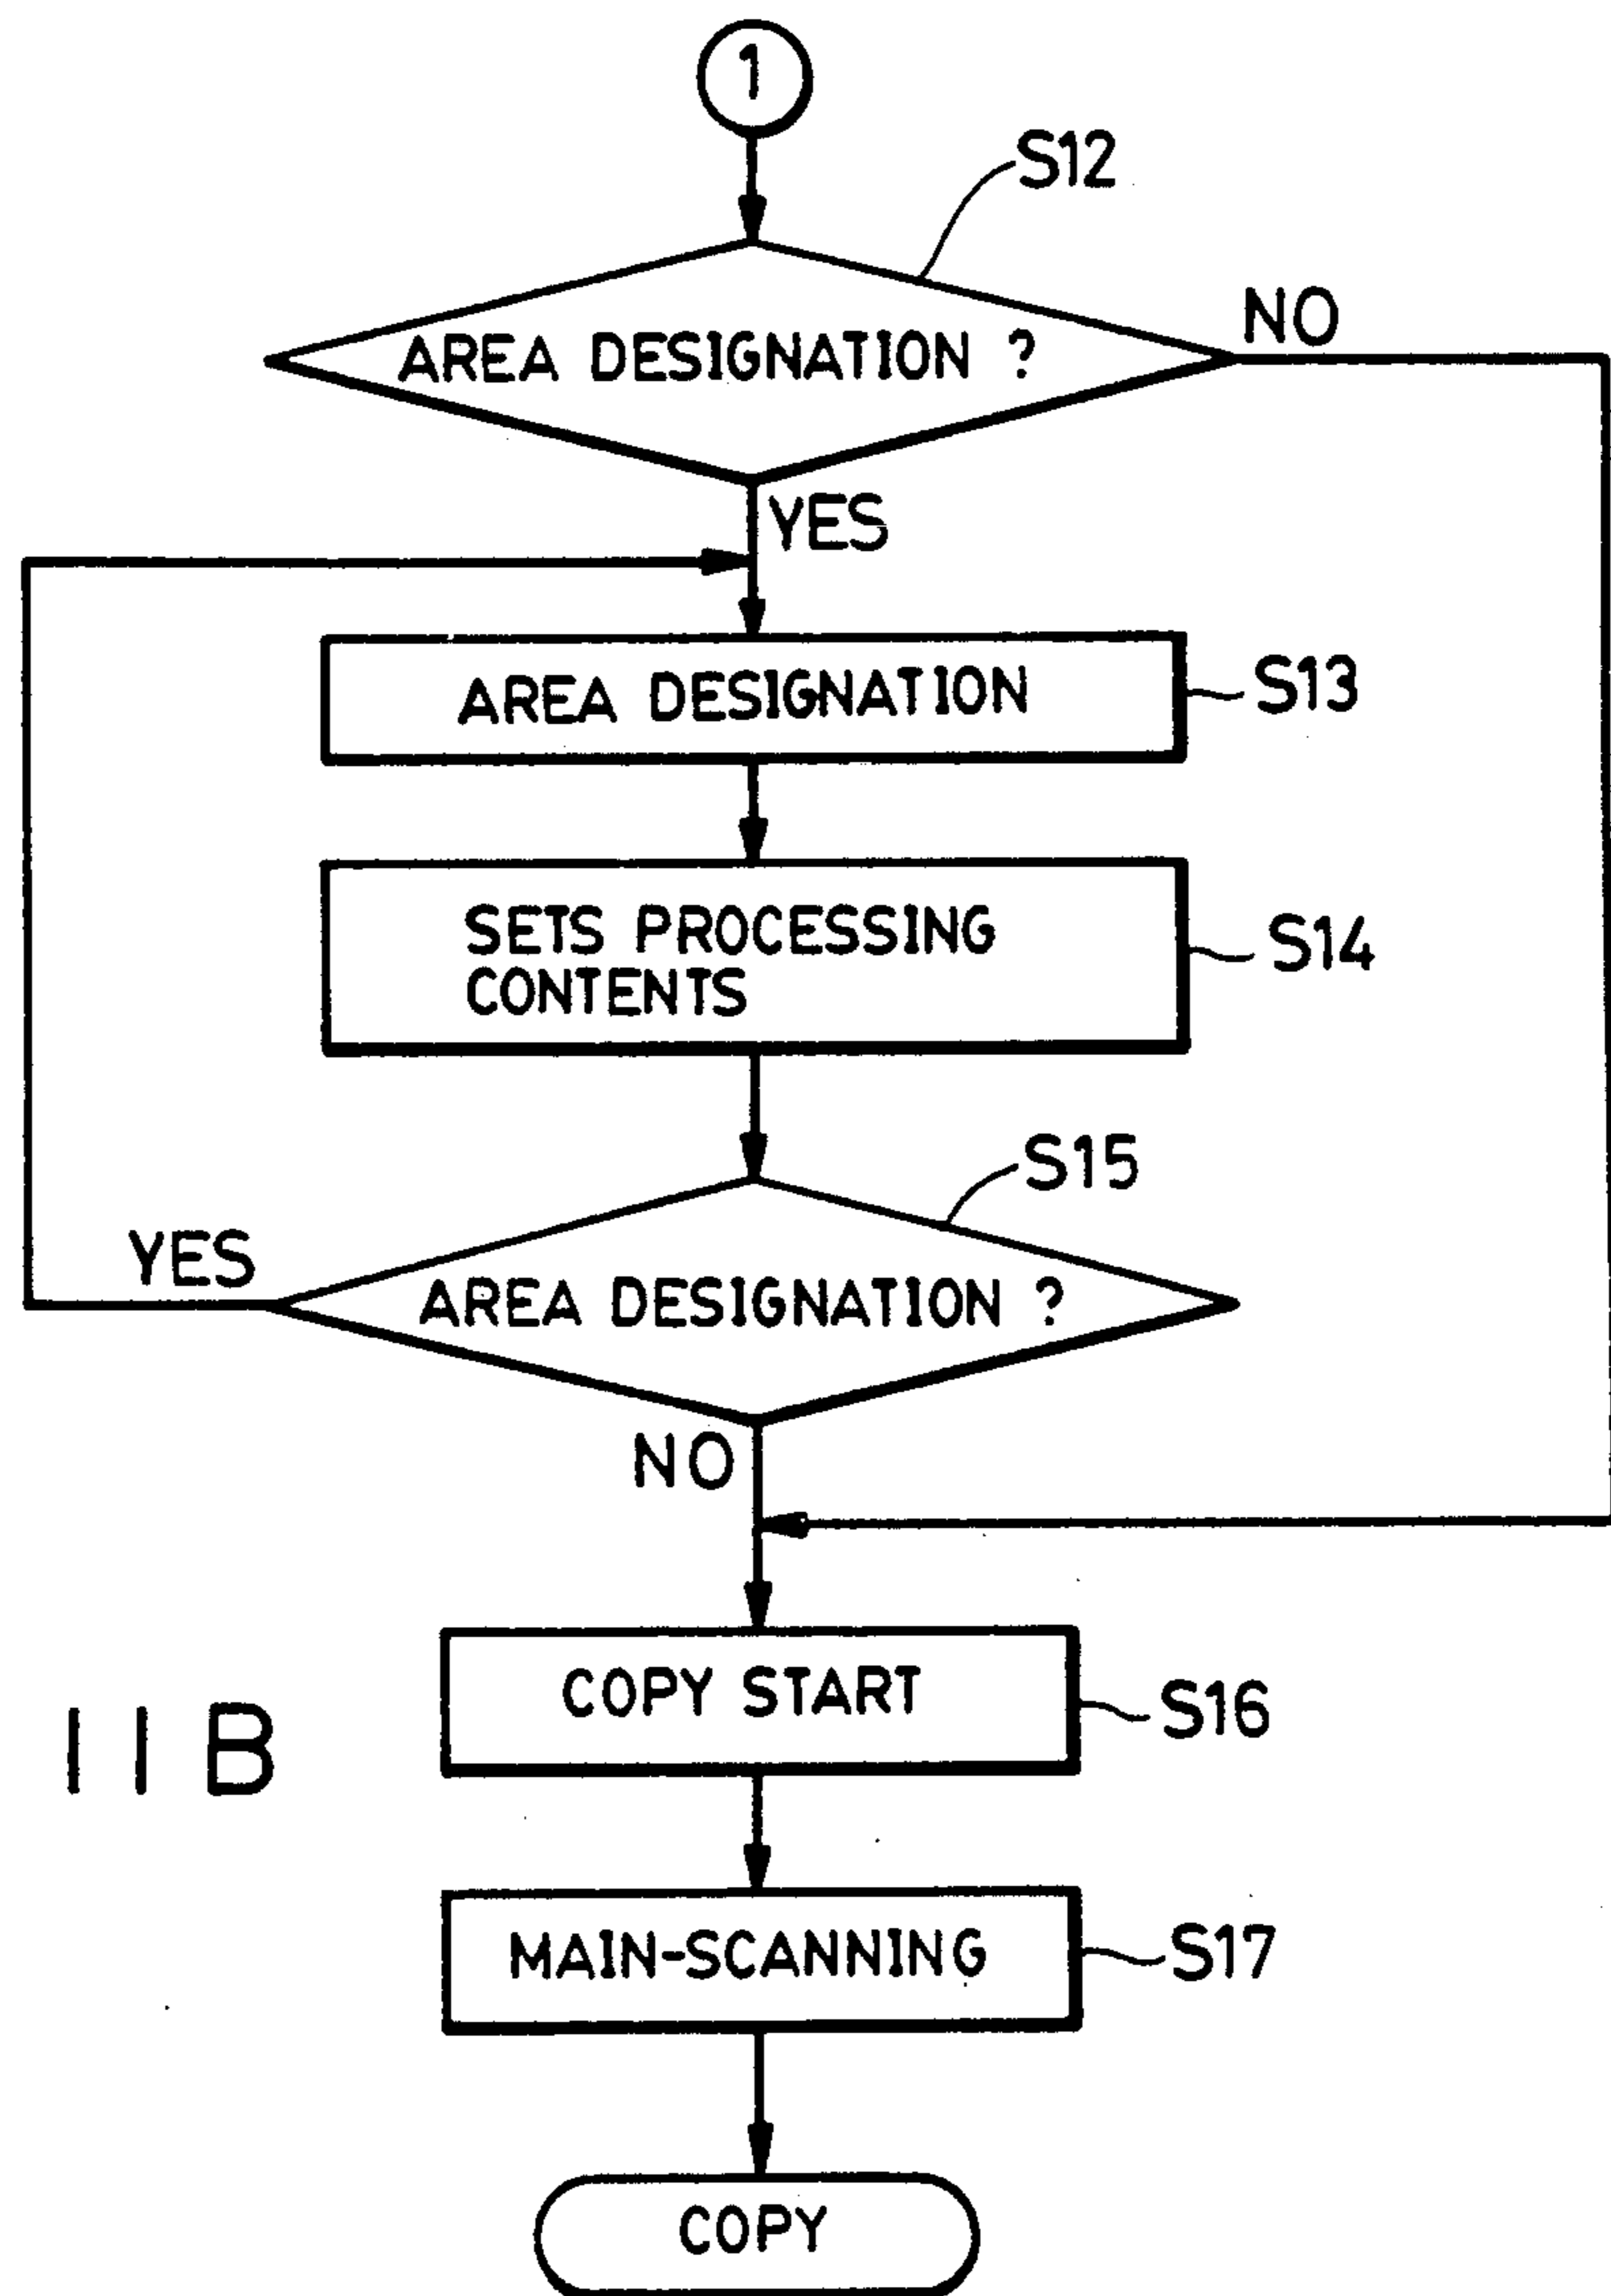 1
S12
AREA DESIGNATION ?
NO
YES
AREA DESIGNATION
S13
SETS PROCESSING
CONTENTS
S14
S15
YES
AREA DESIGNATION ?
NO
COPY START
S16
11B
MAIN-SCANNING
S17
COPY